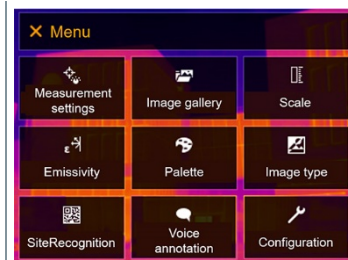 Menu
Measurement
settings
Image gallery
Scale
ε
Emissivity
Palette
Image type
SiteRecognition
Voice
annotation
Configuration